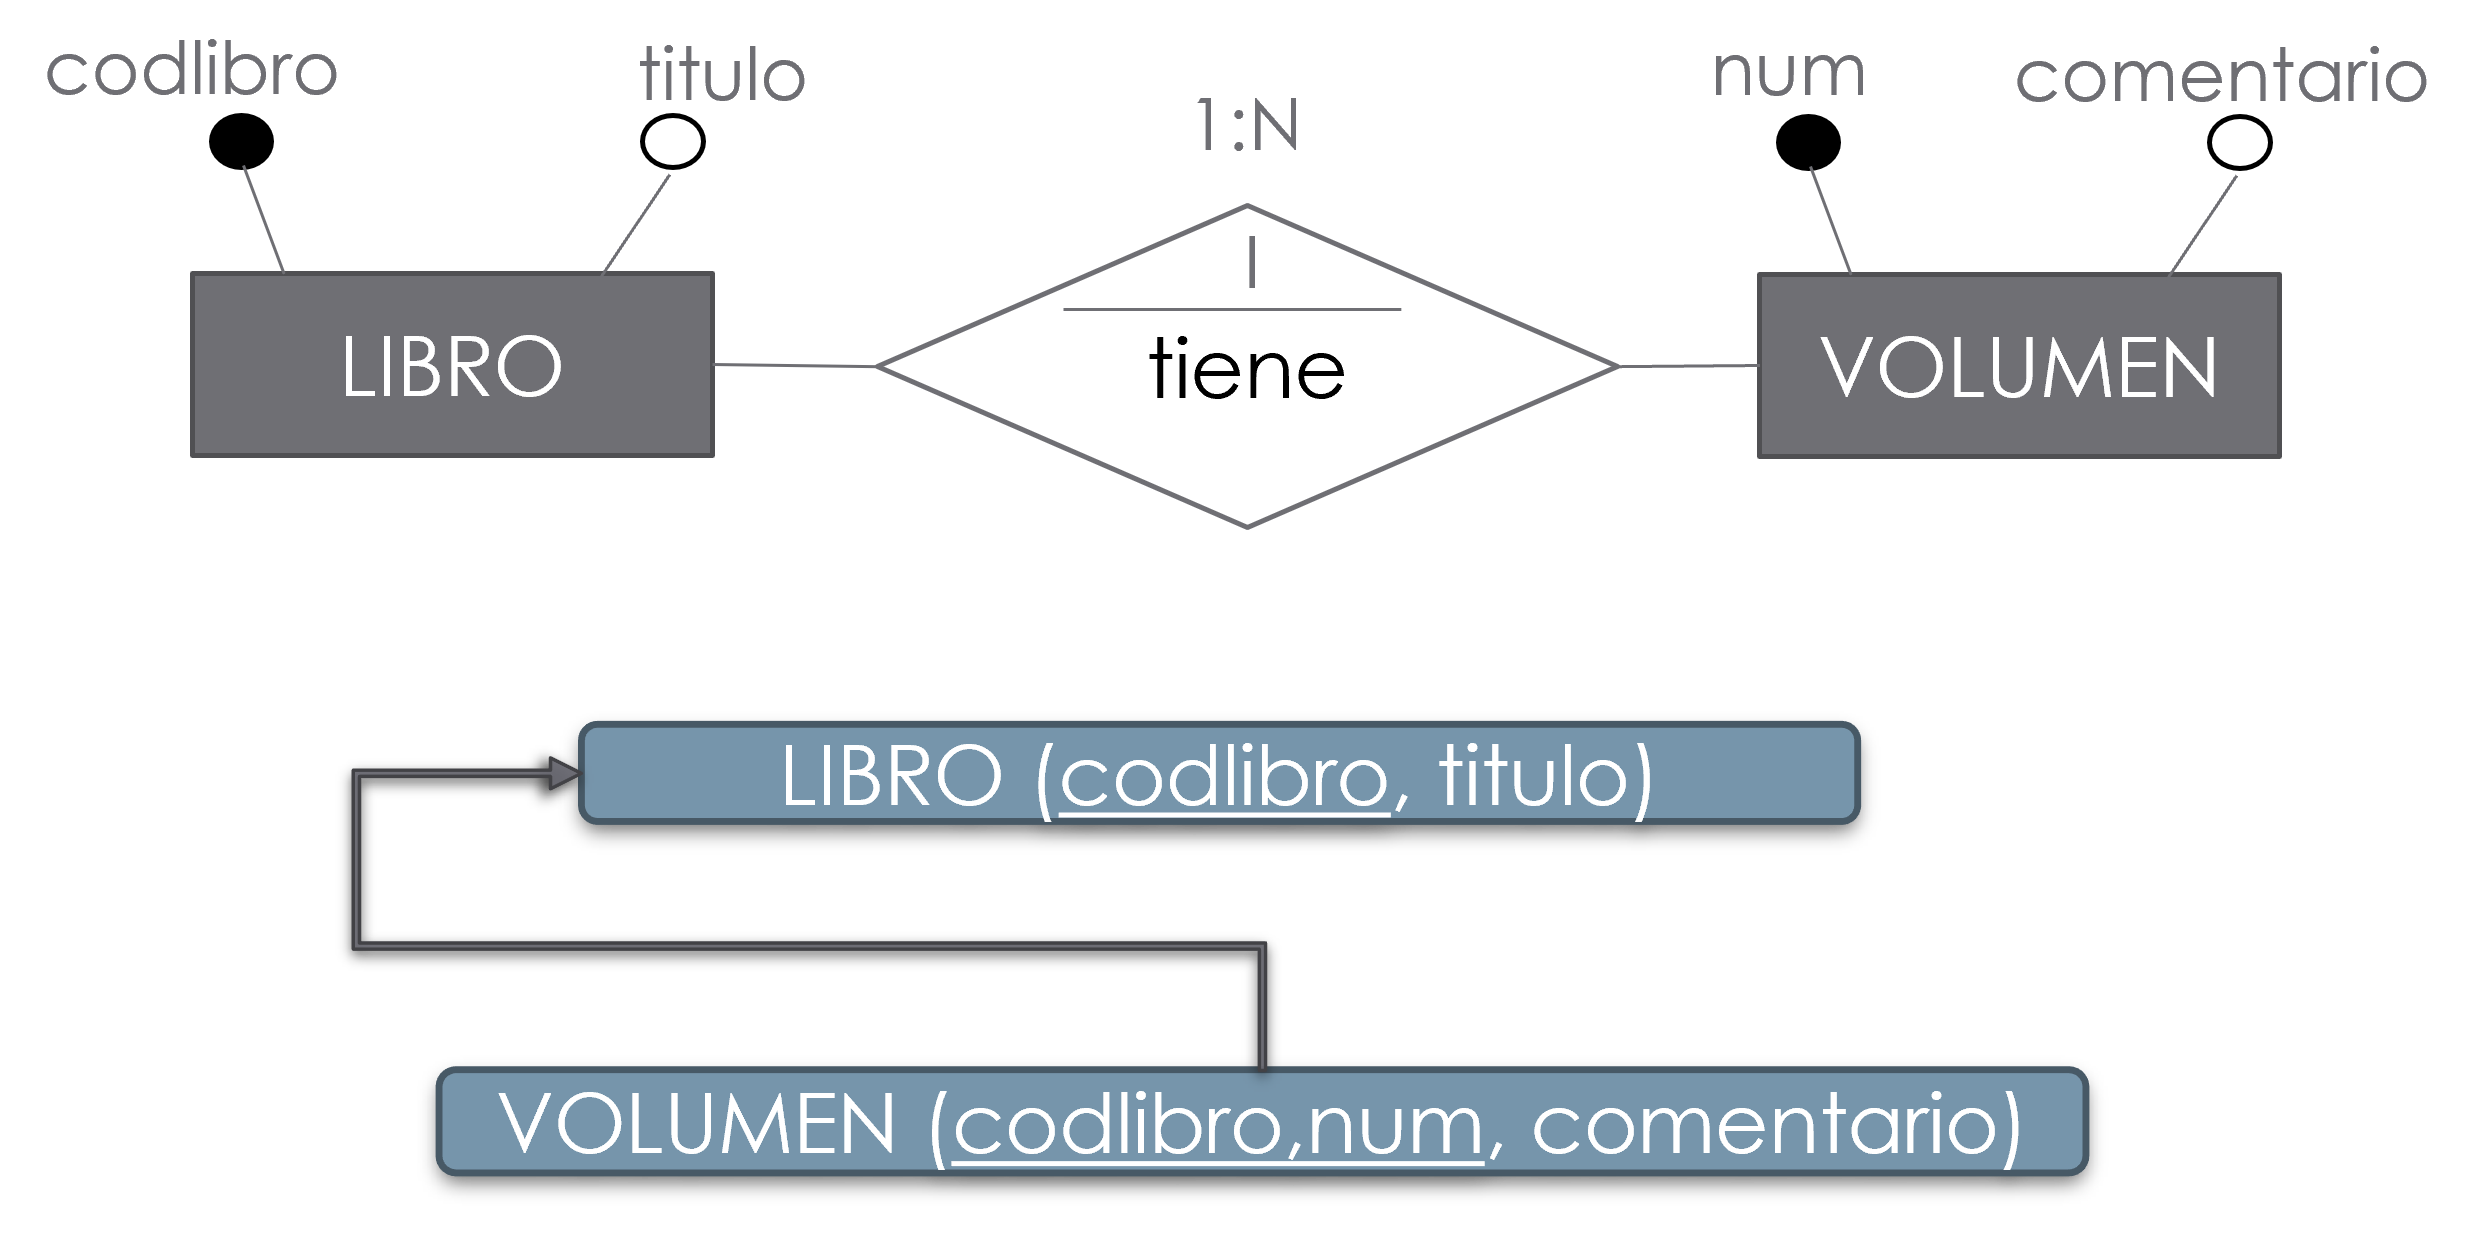 codlibro titulo num comentario
1:N
I
LIBRO tiene VOLUMEN
LIBRO (codlibro, titulo)
VOLUMEN (codlibro,num, comentario)